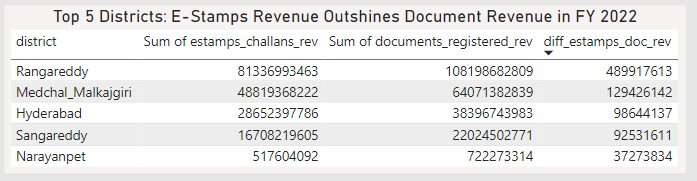 Top 5 Districts: E-Stamps Revenue Outshines Document Revenue in FY 2022
district Sum of estamps_challans_rev Sum of documents_registered_rev diff_estamps_doc_rev
Rangareddy 81336993463 108198682809 489917613
Medchal_Malkajgiri 48819368222 64071382839 129426142
Hyderabad 28652397786 38396743983 98644137
Sangareddy 16708219605 22024502771 92531611
Narayanpet 517604092 722273314 37273834